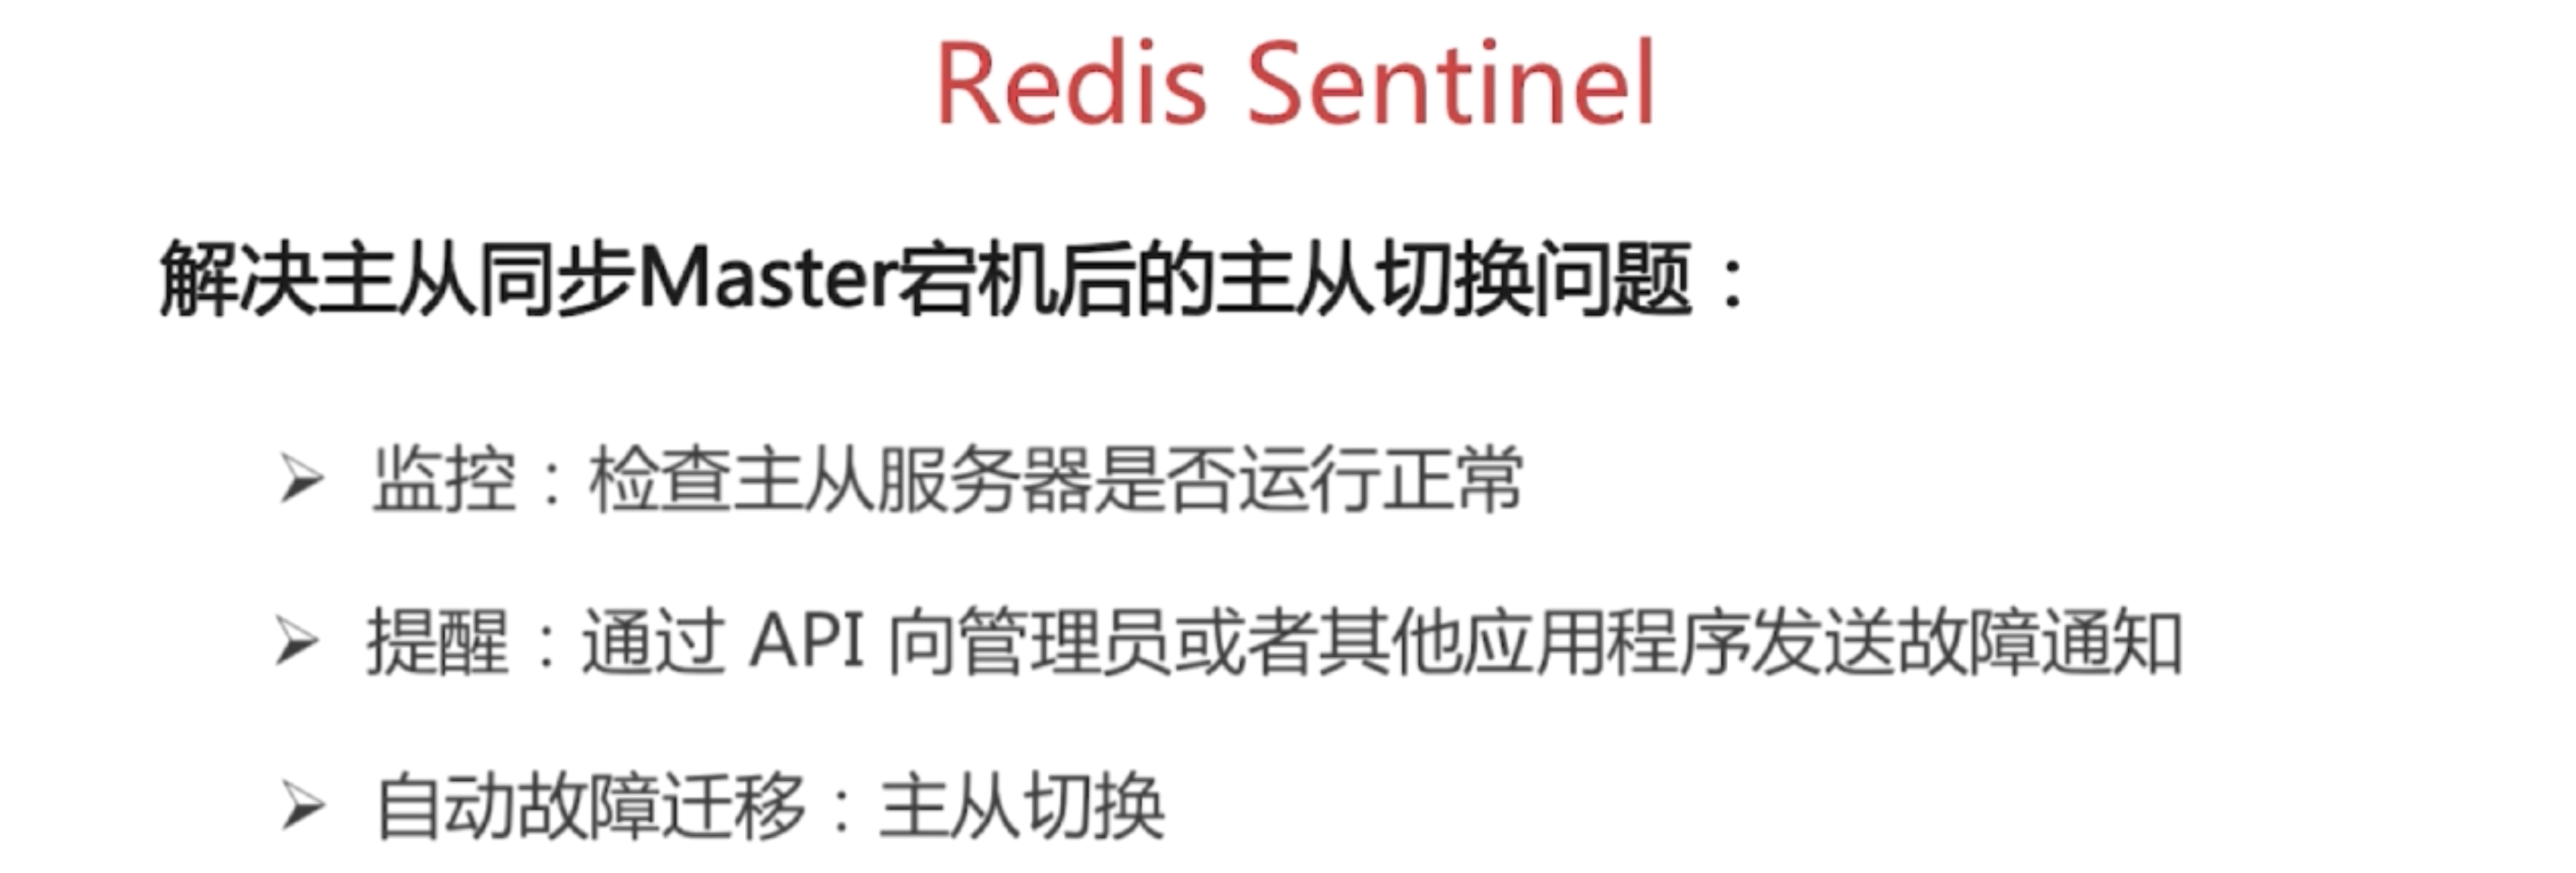 Redis Sentinel
解决主从同步Master宕机后的主从切换问题：
➢ 监控：检查主从服务器是否运行正常
➢ 提醒：通过 API 向管理员或者其他应用程序发送故障通知
➢ 自动故障迁移：主从切换